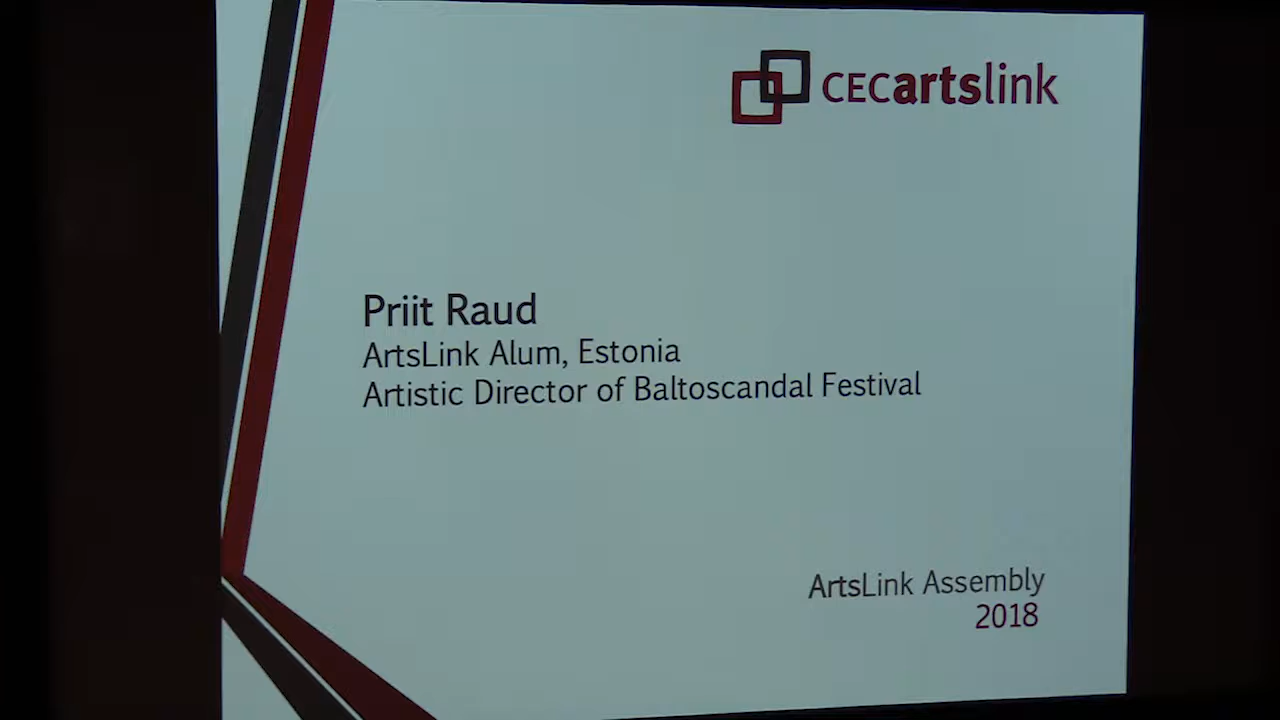 CECartslink
Priit Raud
ArtsLink Alum, Estonia
Artistic Director of Baltoscandal Festival
ArtsLink Assembly
2018